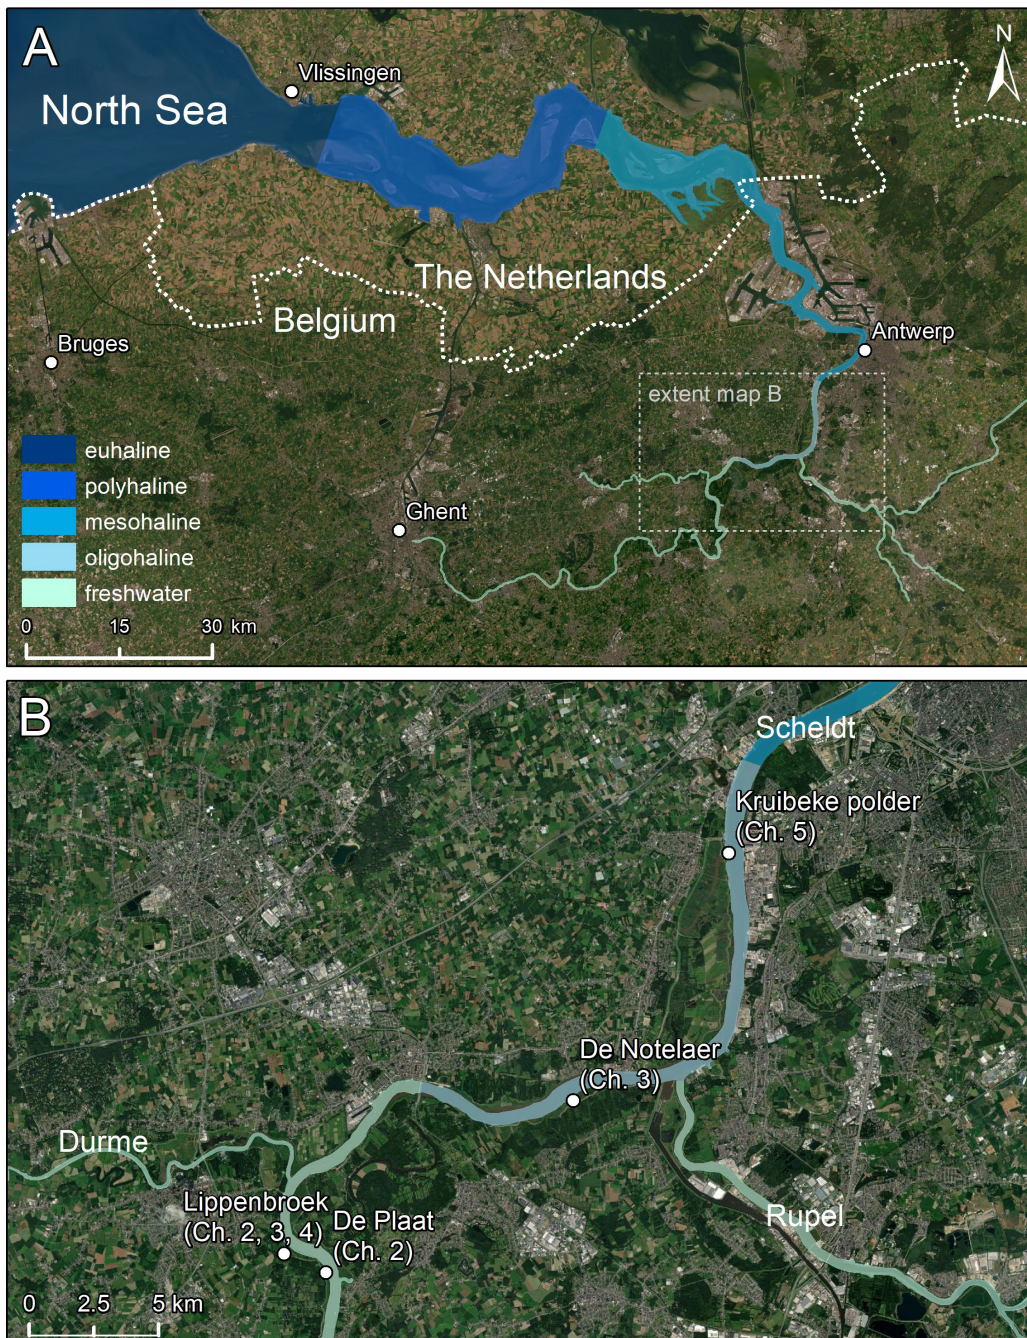 A
N
Vlissingen
North Sea
The Netherlands
Belgium
Bruges
Antwerp
extent map B
euhaline
polyhaline
mesohaline
oligohaline
freshwater
Ghent
0 15 30 km
B
Scheldt
Kruibeke polder
(Ch. 5)
De Notelaer
(Ch. 3)
Durme
Lippenbroek
(Ch. 2, 3, 4)
De Plaat
(Ch. 2)
Rupel
0 2.5 5 km